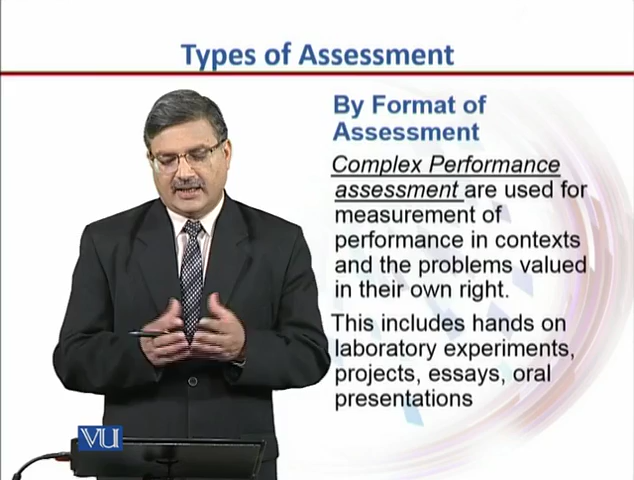 Types of Assessment
By Format of
Assessment
Complex Performance
assessment are used for
measurement of
performance in contexts
and the problems valued
in their own right.
This includes hands on
laboratory experiments,
projects, essays, oral
presentations
VU